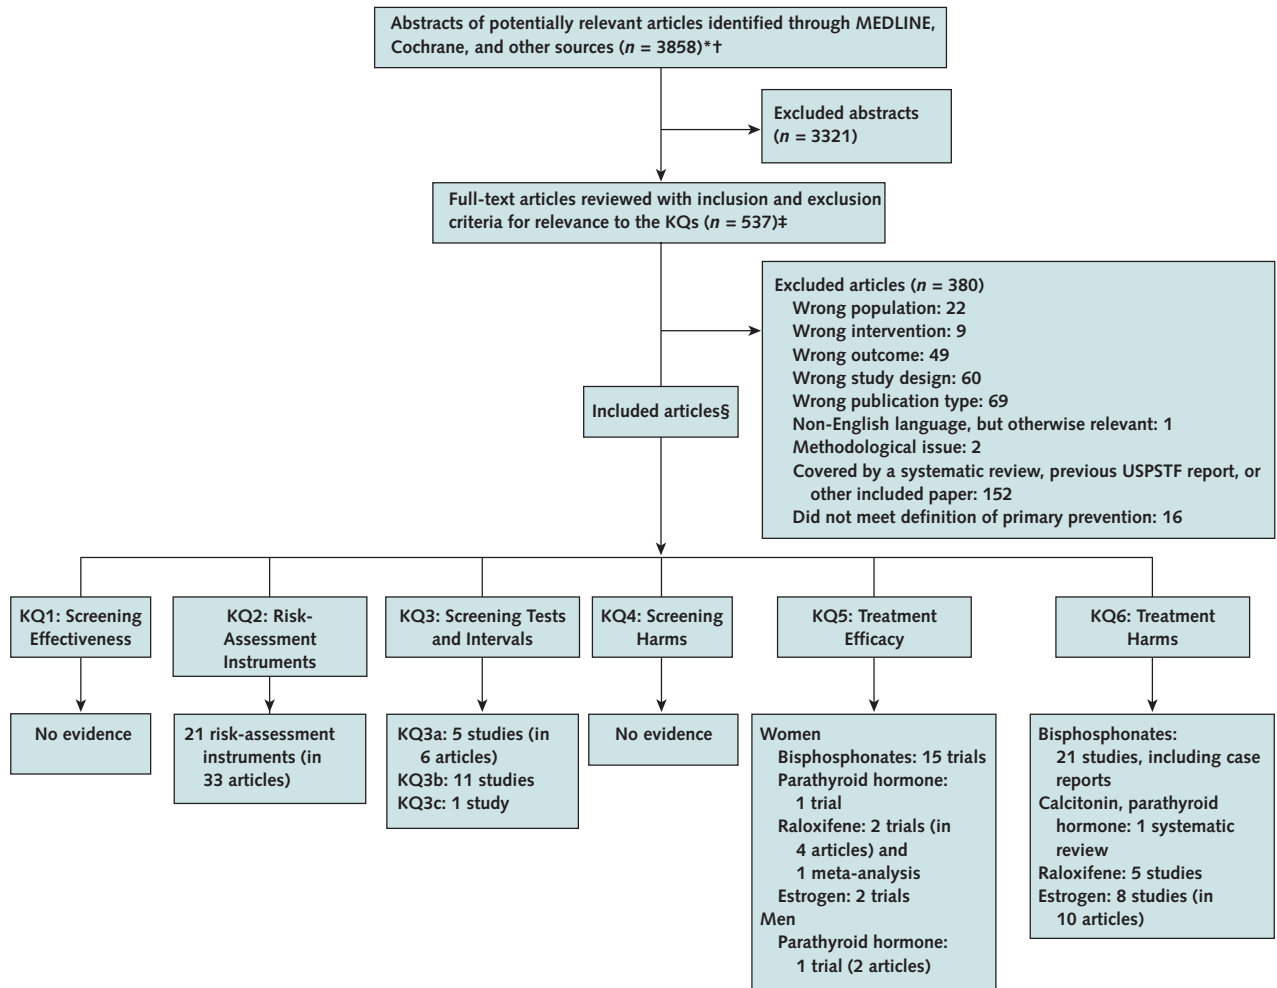 Abstracts of potentially relevant articles identified through MEDLINE,
Cochrane, and other sources (n = 3858)*†
Excluded abstracts
(n = 3321)
Full-text articles reviewed with inclusion and exclusion
criteria for relevance to the KQs (n = 537)‡
Excluded articles (n = 380)
Wrong population: 22
Wrong intervention: 9
Wrong outcome: 49
Wrong study design: 60
Wrong publication type: 69
Non-English language, but otherwise relevant: 1
Methodological issue: 2
Covered by a systematic review, previous USPSTF report, or
other included paper: 152
Did not meet definition of primary prevention: 16
Included articles§
KQ1: Screening
Effectiveness
KQ2: Risk-
Assessment
Instruments
KQ3: Screening Tests
and Intervals
KQ4: Screening
Harms
KQ5: Treatment
Efficacy
KQ6: Treatment
Harms
No evidence
21 risk-assessment
instruments (in
33 articles)
KQ3a: 5 studies (in
6 articles)
KQ3b: 11 studies
KQ3c: 1 study
No evidence
Women
Bisphosphonates: 15 trials
Parathyroid hormone:
1 trial
Raloxifene: 2 trials (in
4 articles) and
1 meta-analysis
Estrogen: 2 trials
Men
Parathyroid hormone:
1 trial (2 articles)
Bisphosphonates:
21 studies, including case
reports
Calcitonin, parathyroid
hormone: 1 systematic
review
Raloxifene: 5 studies
Estrogen: 8 studies (in
10 articles)